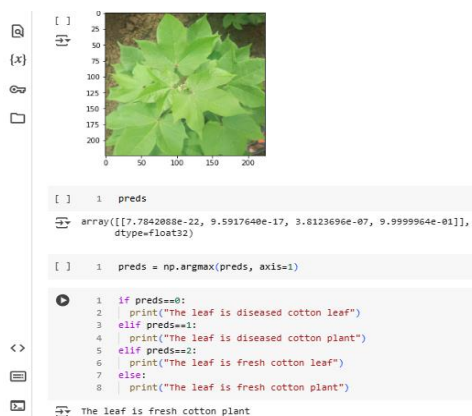 0
[ ]
25
50
{x}
75
100
125
150
175
200
0 50 100 150 200
[ ] 1 preds
array([[7.7842088e-22, 9.5917640e-17, 3.8123696e-07, 9.9999964e-01]],
dtype=float32)
[ ] 1 preds = np.argmax(preds, axis=1)
1 if preds==0:
2 print("The leaf is diseased cotton leaf")
3 elif preds==1:
4 print("The leaf is diseased cotton plant")
5 elif preds==2:
6 print("The leaf is fresh cotton leaf")
7 else:
8 print("The leaf is fresh cotton plant")
<>
The leaf is fresh cotton plant